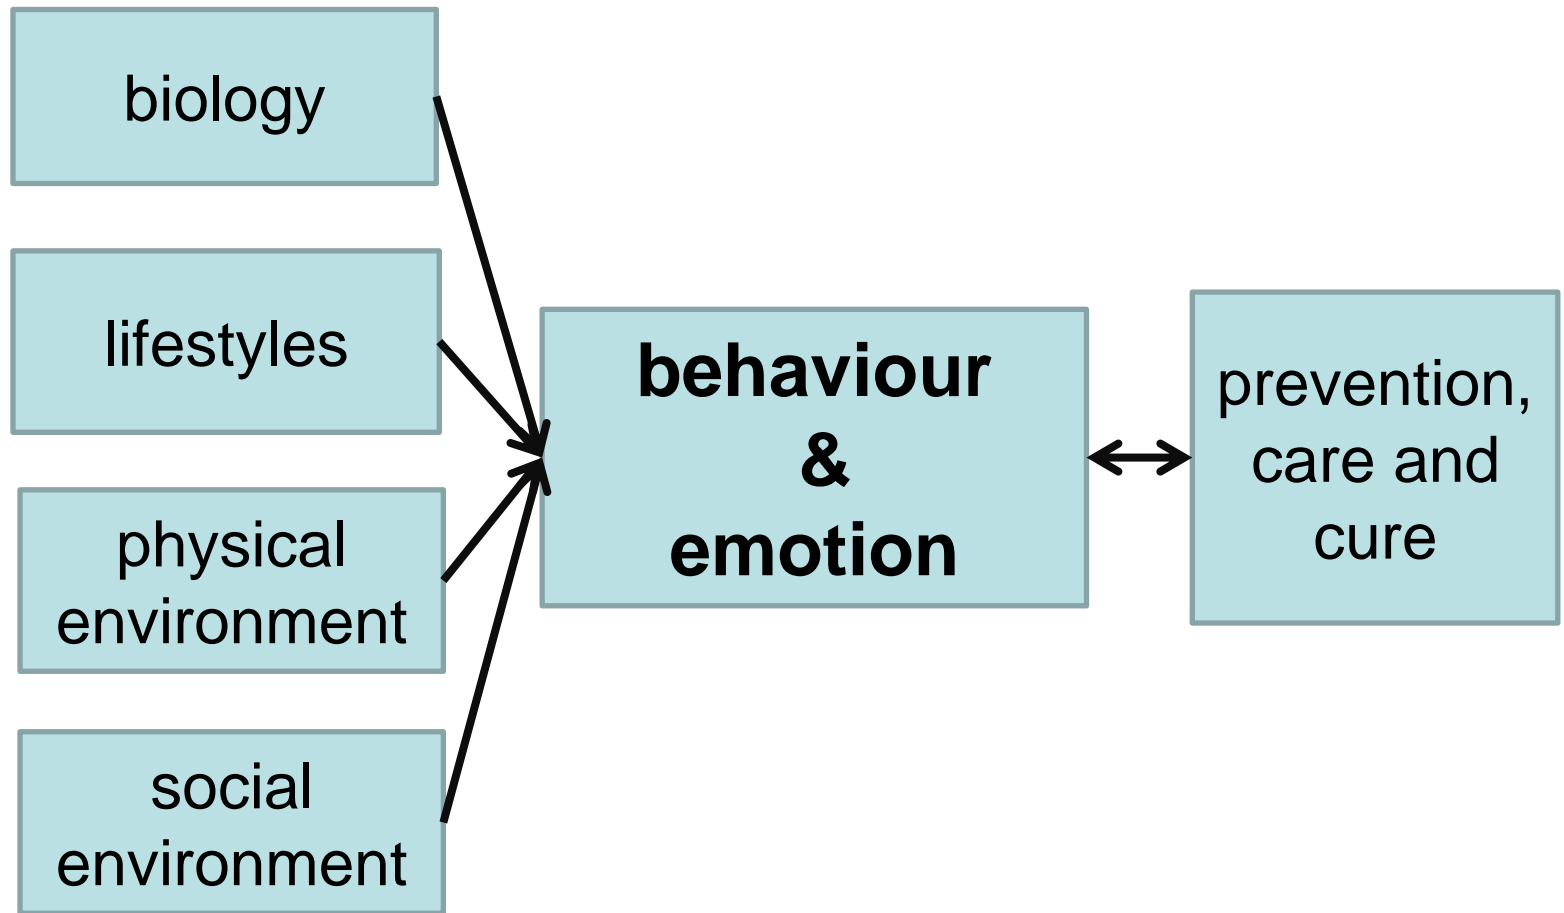 biology
lifestyles
physical
environment
social
environment
behaviour
&
emotion
prevention,
care and
cure